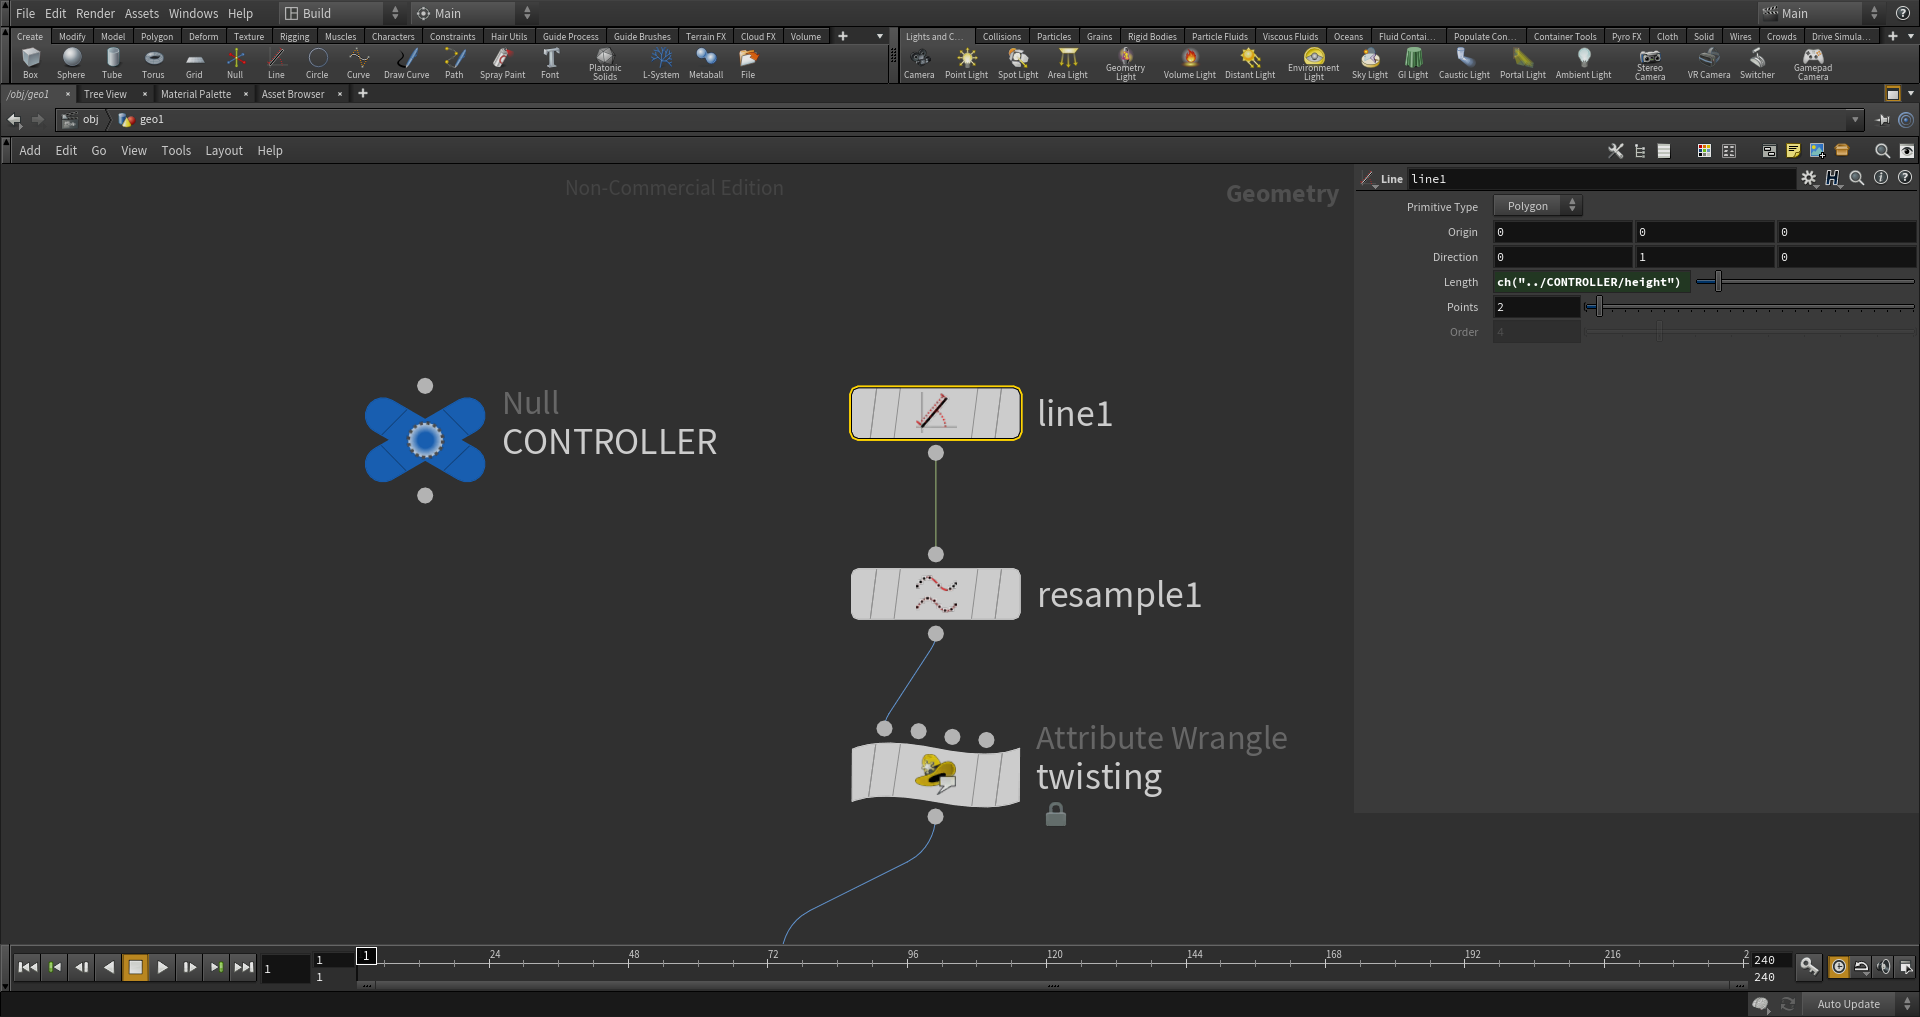 File Edit Render Assets Windows Help Build Main Main
Create Modify Model Polygon Deform Texture Rigging Muscles Characters Constraints Hair Utils Guide Process Guide Brushes Terrain FX Cloud FX Volume
Lights and C... Collisions Particles Grains Rigid Bodies Particle Fluids Viscous Fluids Oceans Fluid Contai... Populate Con... Container Tools Pyro FX Cloth Solid Wires Crowds Drive Simula...
Box Sphere Tube Torus Grid Null Line Circle Curve Draw Curve Path Spray Paint Font Platonic Solids L-System Metaball File
Camera Point Light Spot Light Area Light Geometry Light Volume Light Distant Light Environment Light Sky Light GI Light Caustic Light Portal Light Ambient Light Stereo Camera VR Camera Switcher Gamepad Camera
/obj/geo1 Tree View Material Palette Asset Browser
obj geo1
Add Edit Go View Tools Layout Help
Non-Commercial Edition
Geometry
Line line1
Primitive Type Polygon
Origin 0 0 0
Direction 0 1 0
Length ch("../CONTROLLER/height")
Points 2
Order 4
Null
CONTROLLER
line1
resample1
Attribute Wrangle
twisting
1 1 1 1 24 48 72 96 120 144 168 192 216 2 240 240
Auto Update